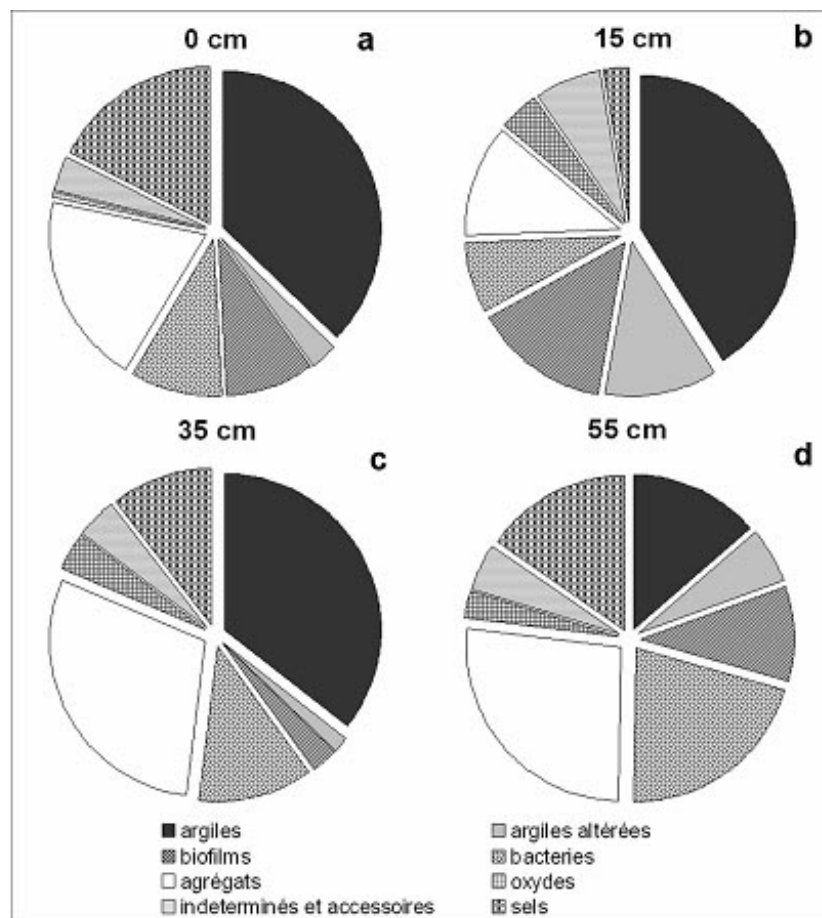 0 cm a
15 cm b
35 cm c
55 cm d
argiles
argiles altérées
biofilms
bacteries
agrégats
oxydes
indeterminés et accessoires
sels